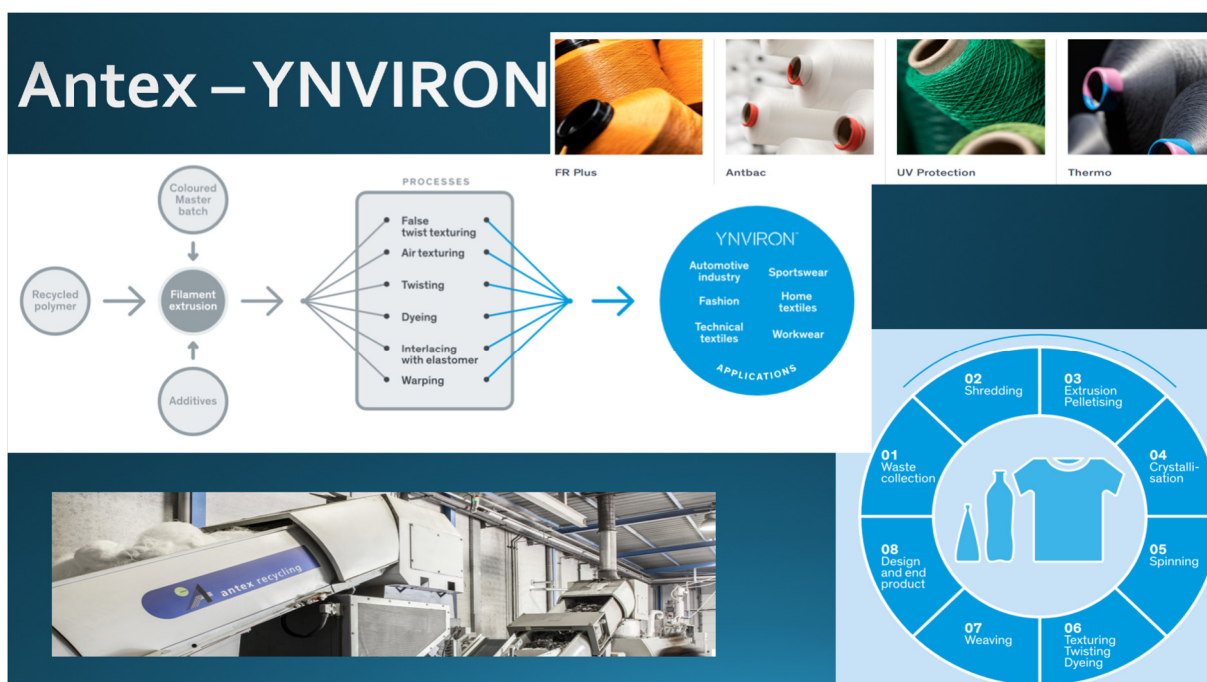 Antex – YNVIRON
FR Plus
Antbac
UV Protection
Thermo
Coloured
Master
batch
Recycled
polymer
Filament
extrusion
Additives
PROCESSES
False
twist texturing
Air texturing
Twisting
Dyeing
Interlacing
with elastomer
Warping
YNVIRON™
Automotive
industry
Sportswear
Fashion
Home
textiles
Technical
textiles
Workwear
APPLICATIONS
antex recycling
01
Waste
collection
02
Shredding
03
Extrusion
Pelletising
04
Crystalli-
sation
05
Spinning
06
Texturing
Twisting
Dyeing
07
Weaving
08
Design
and end
product